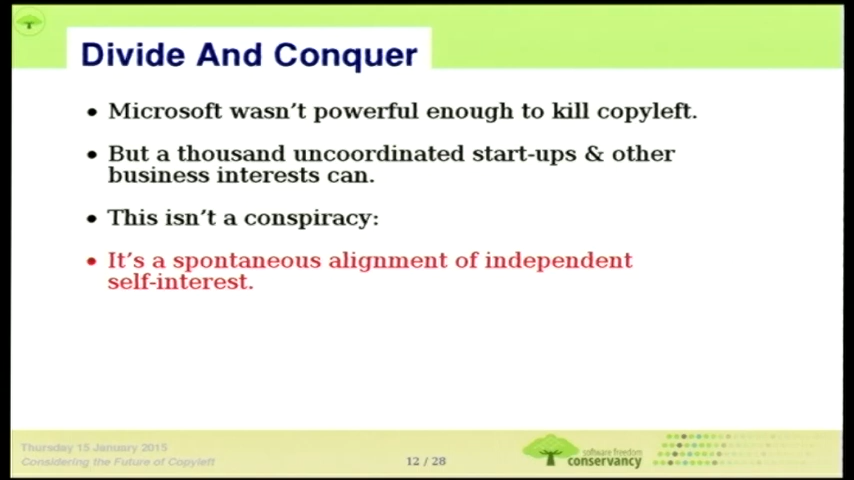 Divide And Conquer
• Microsoft wasn't powerful enough to kill copyleft.
• But a thousand uncoordinated start-ups & other
business interests can.
• This isn't a conspiracy:
• It's a spontaneous alignment of independent
self-interest.
Thursday 15 January 2015
Considering the Future of Copyleft
12 / 28
software freedom
conservancy